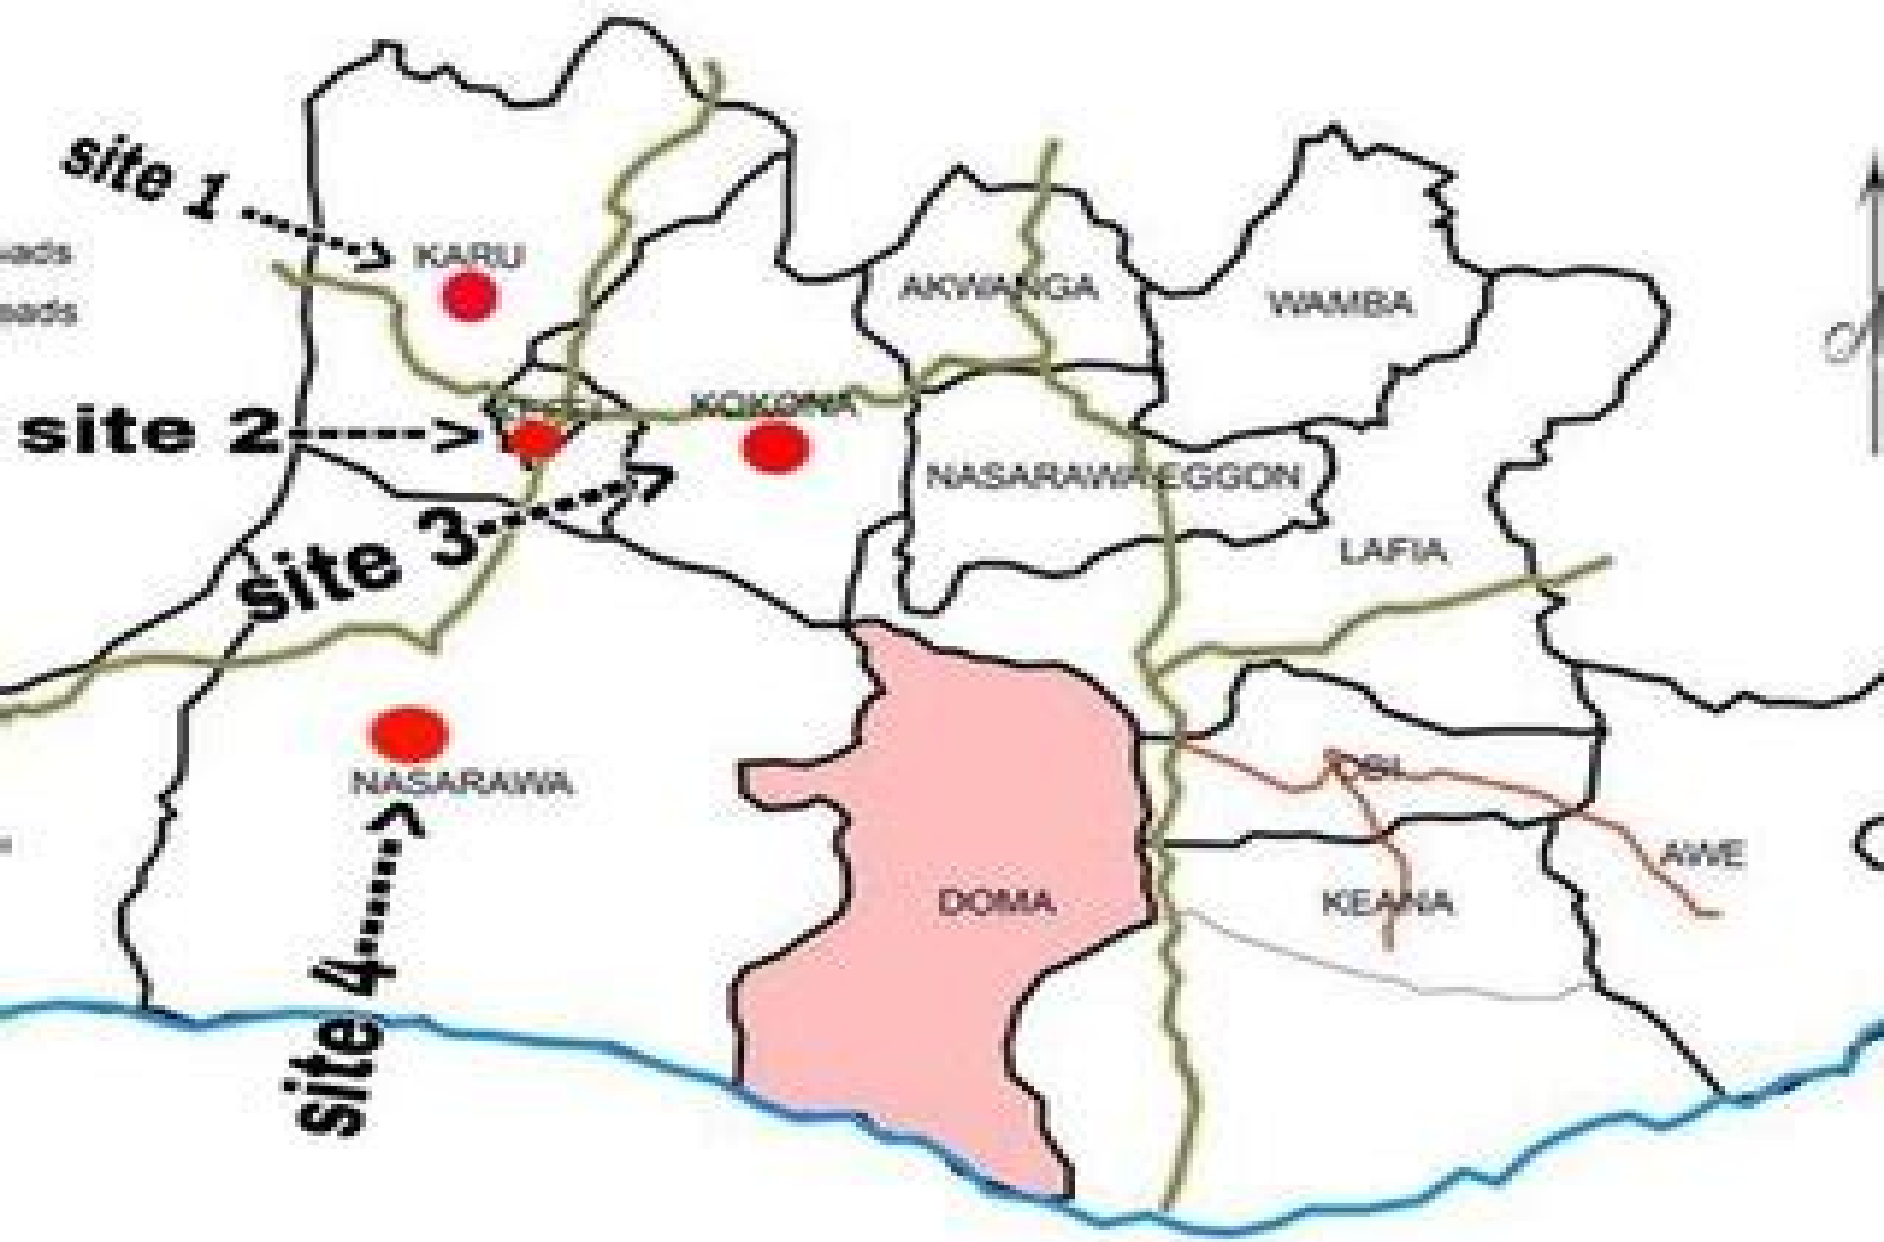 site 1
KARU
AKWANGA
WAMBA
site 2
KOKONA
NASARAWA EGGON
site 3
LAFIA
NASARAWA
AWE
DOMA
KEANA
site 4